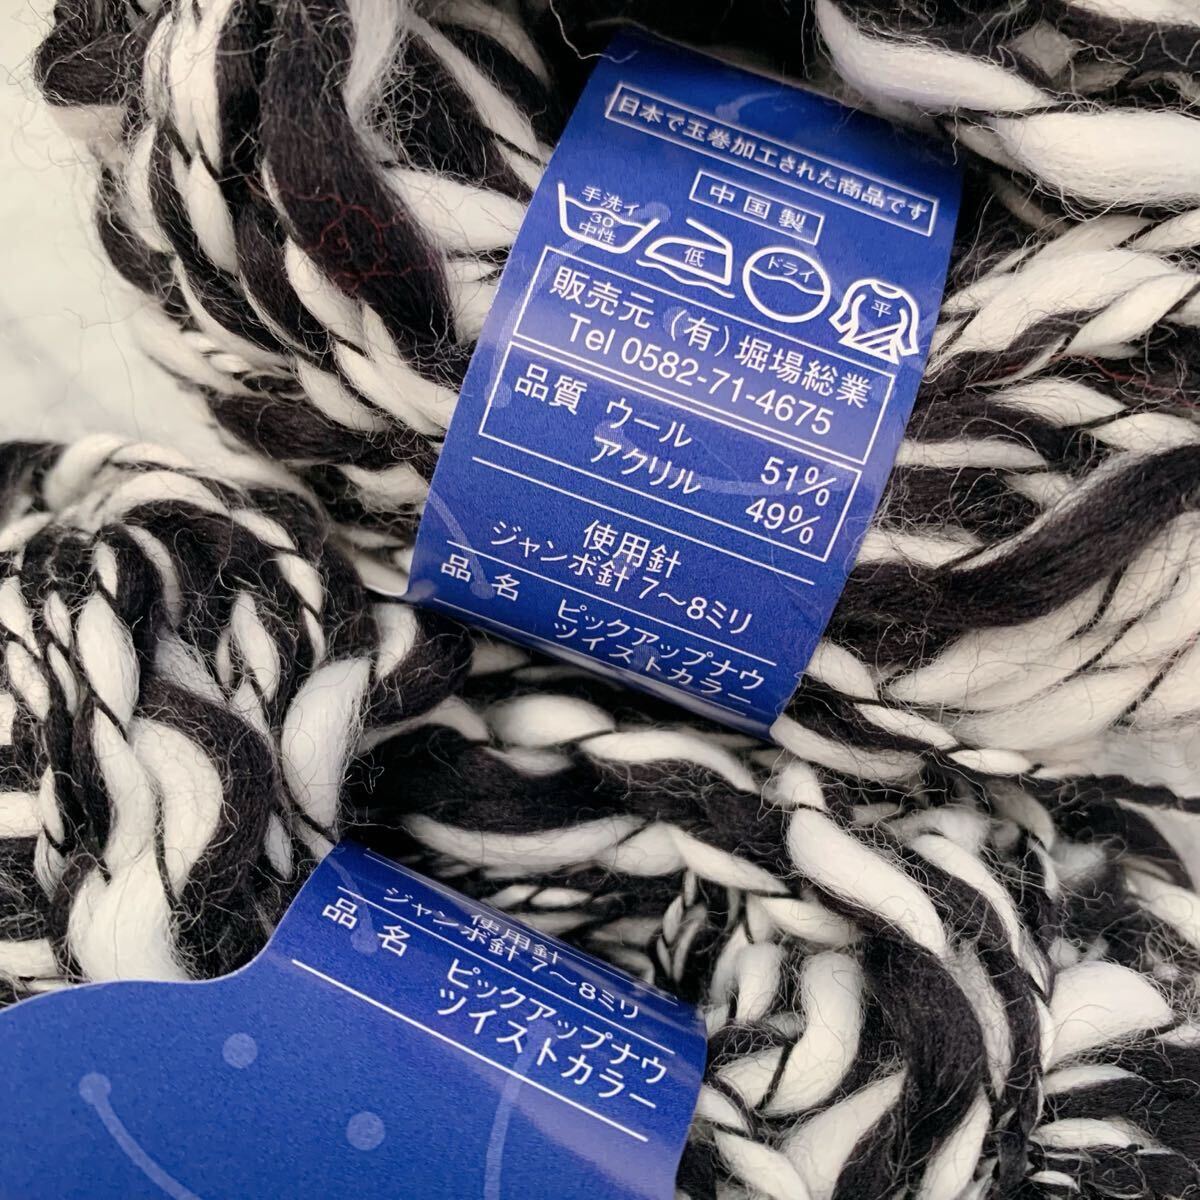 日本で玉巻加工された商品です
中国製
手洗イ
30
中性
低
ドライ
平
販売元 (有)堀場総業
Tel 0582-71-4675
品質 ウール 51%
アクリル 49%
使用針
ジャンボ針 7〜8ミリ
品名 ピックアップナウ
ツイストカラー
使用針
ジャンボ針 7〜8ミリ
品名 ピックアップナウ
ツイストカラー